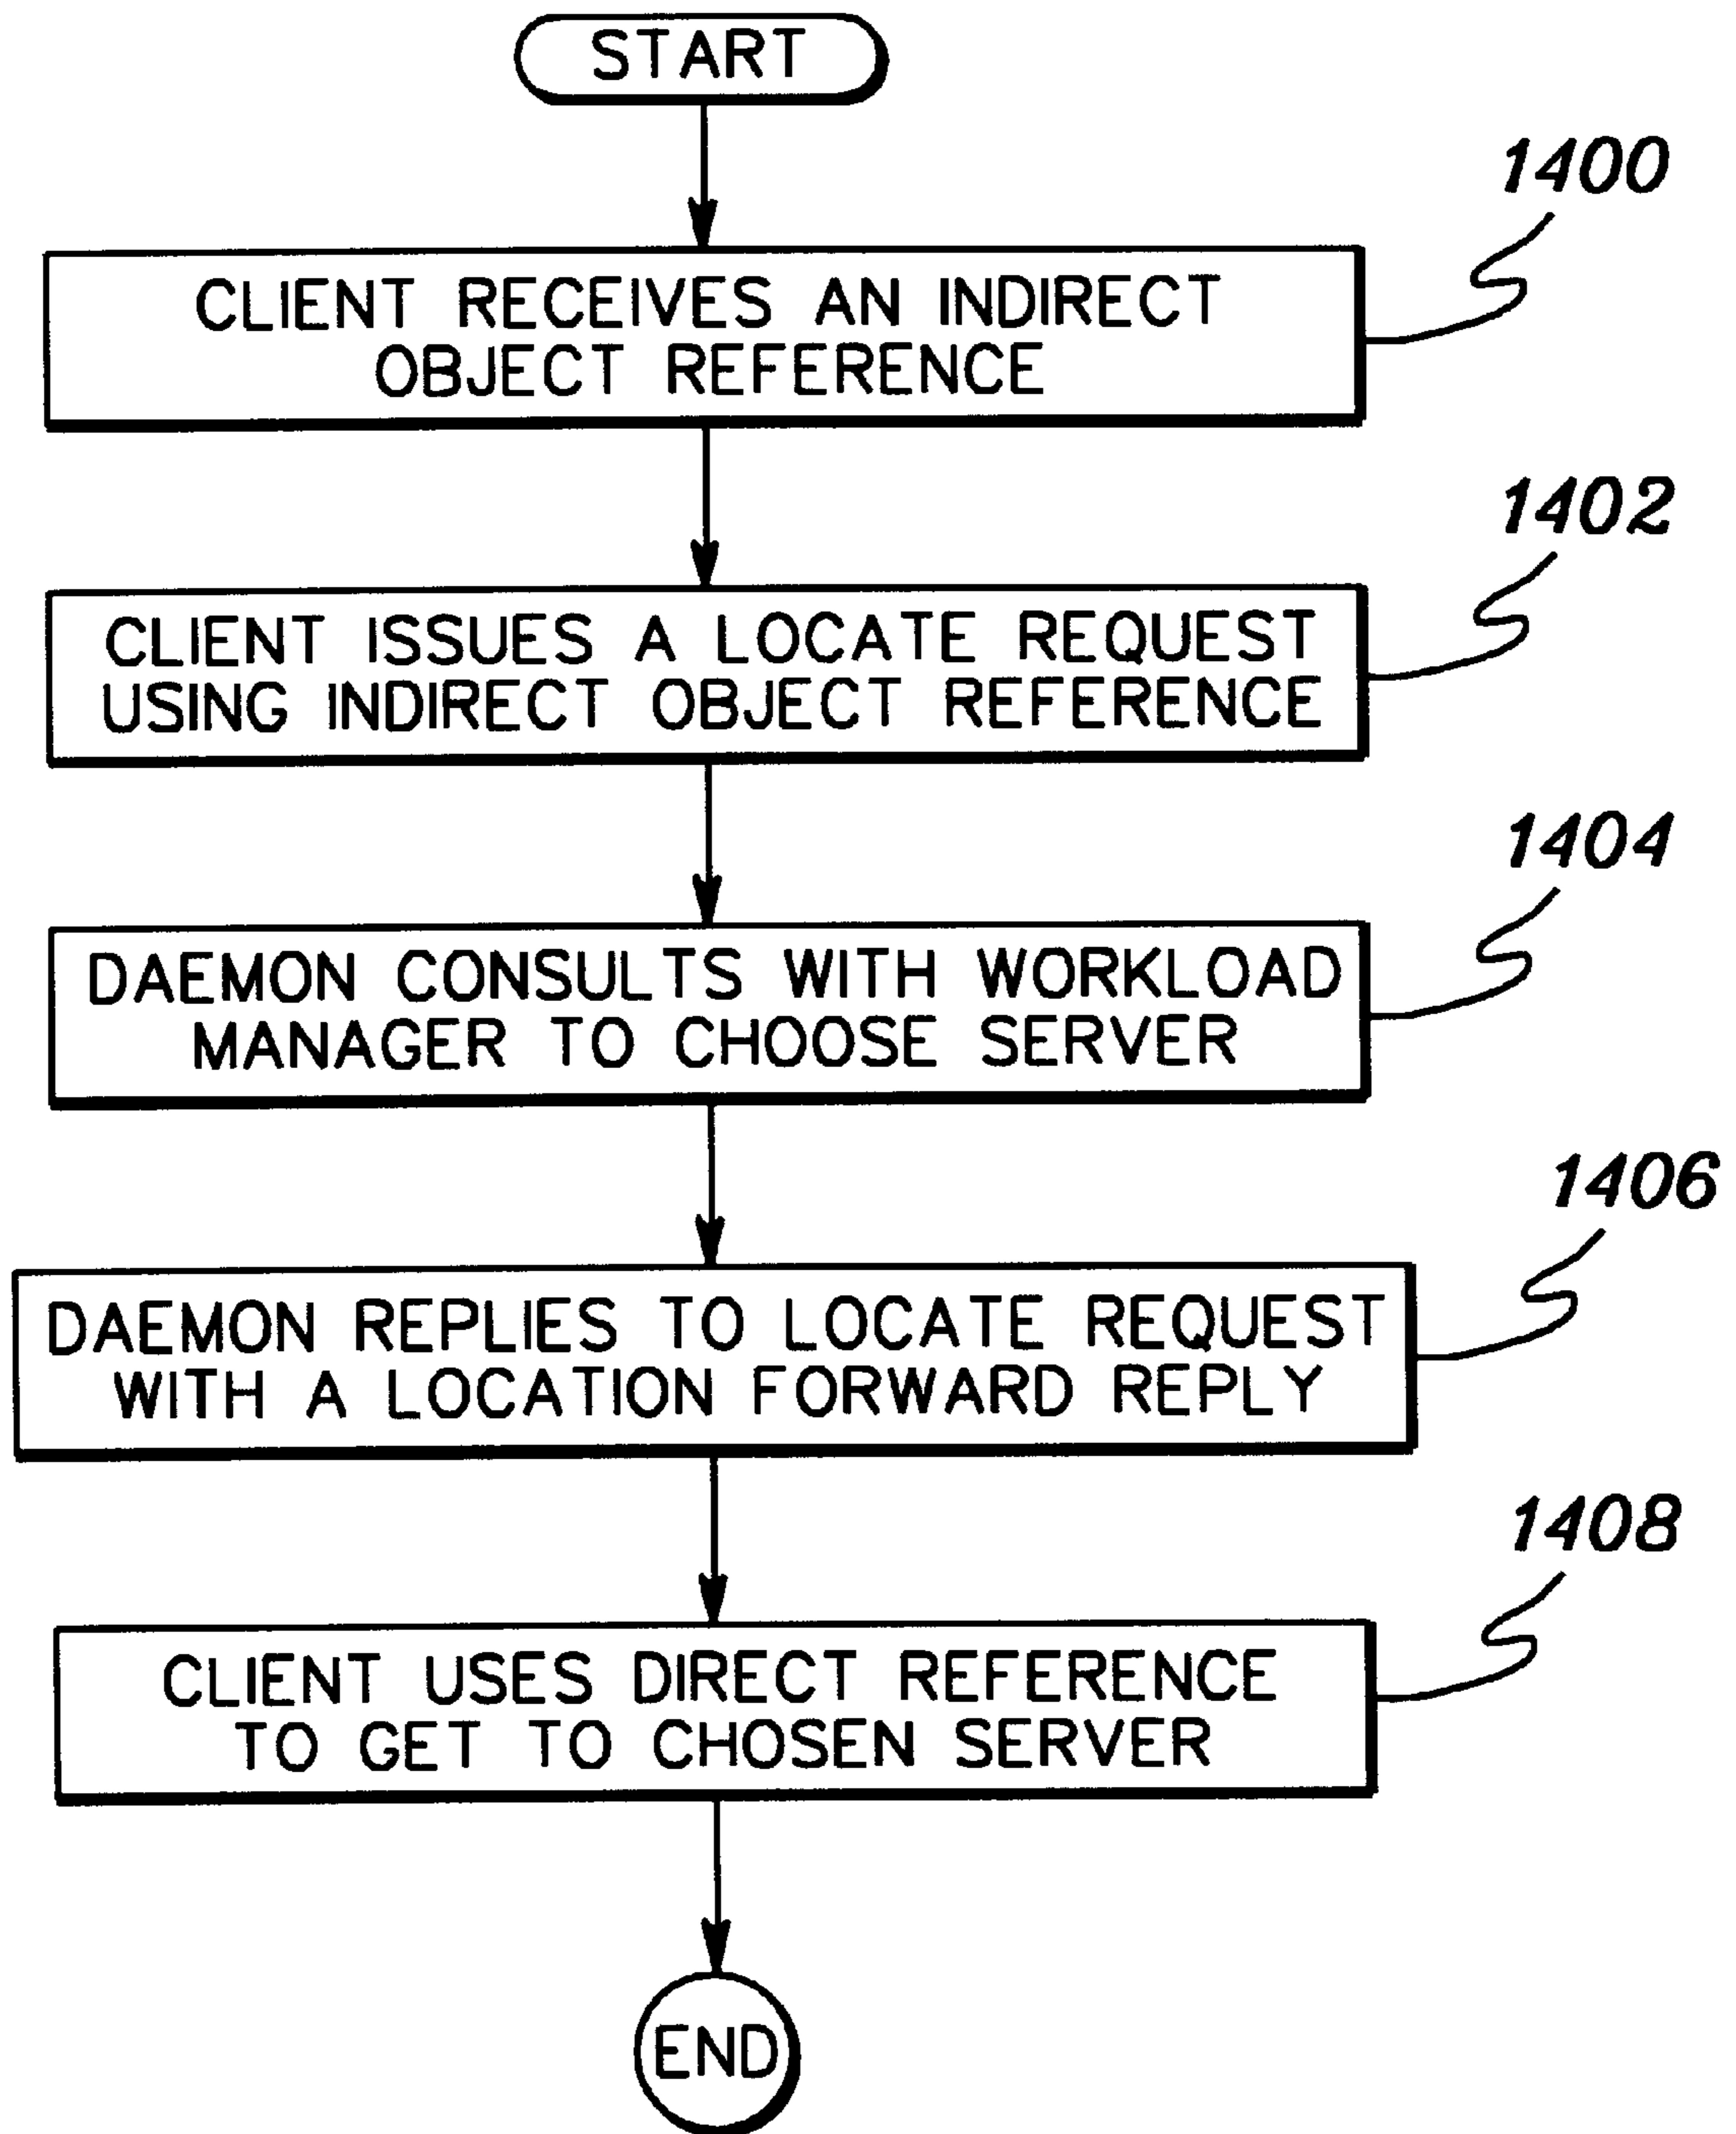 START
1400
CLIENT RECEIVES AN INDIRECT
OBJECT REFERENCE
1402
CLIENT ISSUES A LOCATE REQUEST
USING INDIRECT OBJECT REFERENCE
1404
DAEMON CONSULTS WITH WORKLOAD
MANAGER TO CHOOSE SERVER
1406
DAEMON REPLIES TO LOCATE REQUEST
WITH A LOCATION FORWARD REPLY
1408
CLIENT USES DIRECT REFERENCE
TO GET TO CHOSEN SERVER
END